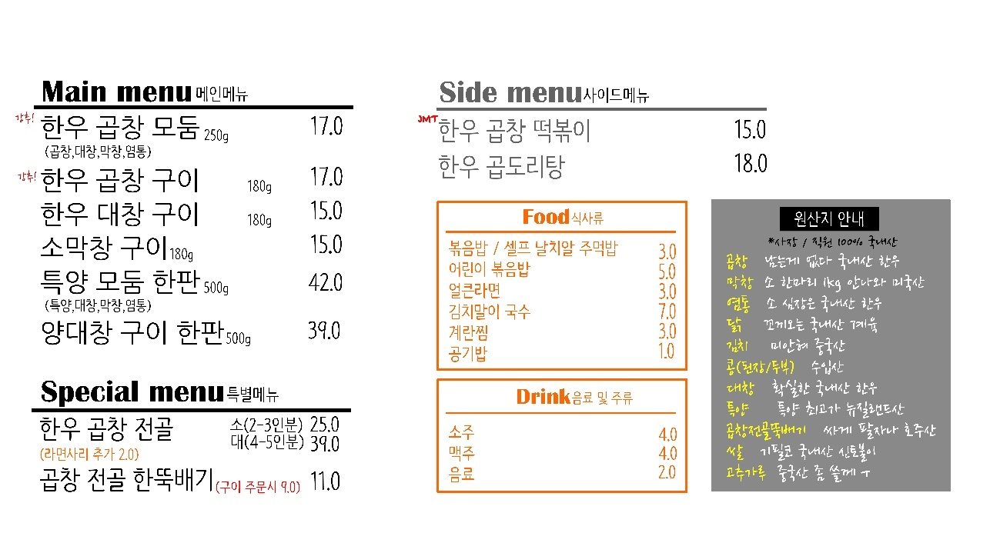 Main menu 메인메뉴
강추! 한우 곱창 모둠 250g 17.0
(곱창,대창,막창,염통)
강추! 한우 곱창 구이 180g 17.0
한우 대창 구이 180g 15.0
소막창 구이 180g 15.0
특양 모둠 한판 500g 42.0
(특양,대창,막창,염통)
양대창 구이 한판 500g 39.0
Special menu 특별메뉴
한우 곱창 전골 소(2-3인분) 25.0
대(4-5인분) 39.0
(라면사리 추가 2.0)
곱창 전골 한뚝배기 (구이 주문시 9.0) 11.0
Side menu 사이드메뉴
JMT 한우 곱창 떡볶이 15.0
한우 곱도리탕 18.0
Food 식사류
볶음밥 / 셀프 날치알 주먹밥 3.0
어린이 볶음밥 5.0
얼큰라면 3.0
김치말이 국수 7.0
계란찜 3.0
공기밥 1.0
Drink 음료 및 주류
소주 4.0
맥주 4.0
음료 2.0
원산지 안내
*사장 / 직원 100% 국내산
곱창 남는게 없다 국내산 한우
막창 소 한마리 1kg 안나와 미국산
염통 소 심장은 국내산 한우
닭 꼬끼오는 국내산 계육
김치 미안혀 중국산
콩(된장/두부) 수입산
대창 확실한 국내산 한우
특양 특양 최고가 뉴질랜드산
곱창전골뚝배기 싸게 팔자나 호주산
쌀 기필코 국내산 신토불이
고추가루 중국산 좀 쓸께 ㅜ